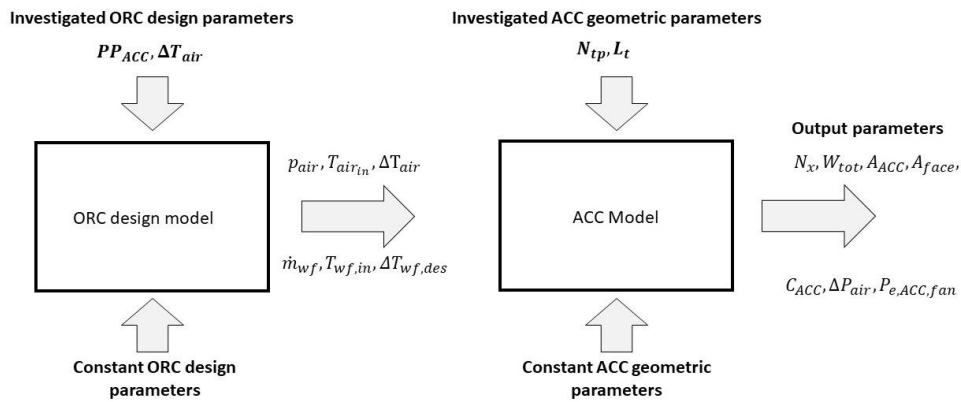 Investigated ORC design parameters
PP_ACC, ΔT_air
Investigated ACC geometric parameters
N_tp, L_t
ORC design model
p_air, T_air_in, ΔT_air
ṁ_wf, T_wf,in, ΔT_wf,des
ACC Model
Output parameters
N_x, W_tot, A_ACC, A_face,
C_ACC, ΔP_air, P_e,ACC,fan
Constant ORC design
parameters
Constant ACC geometric
parameters